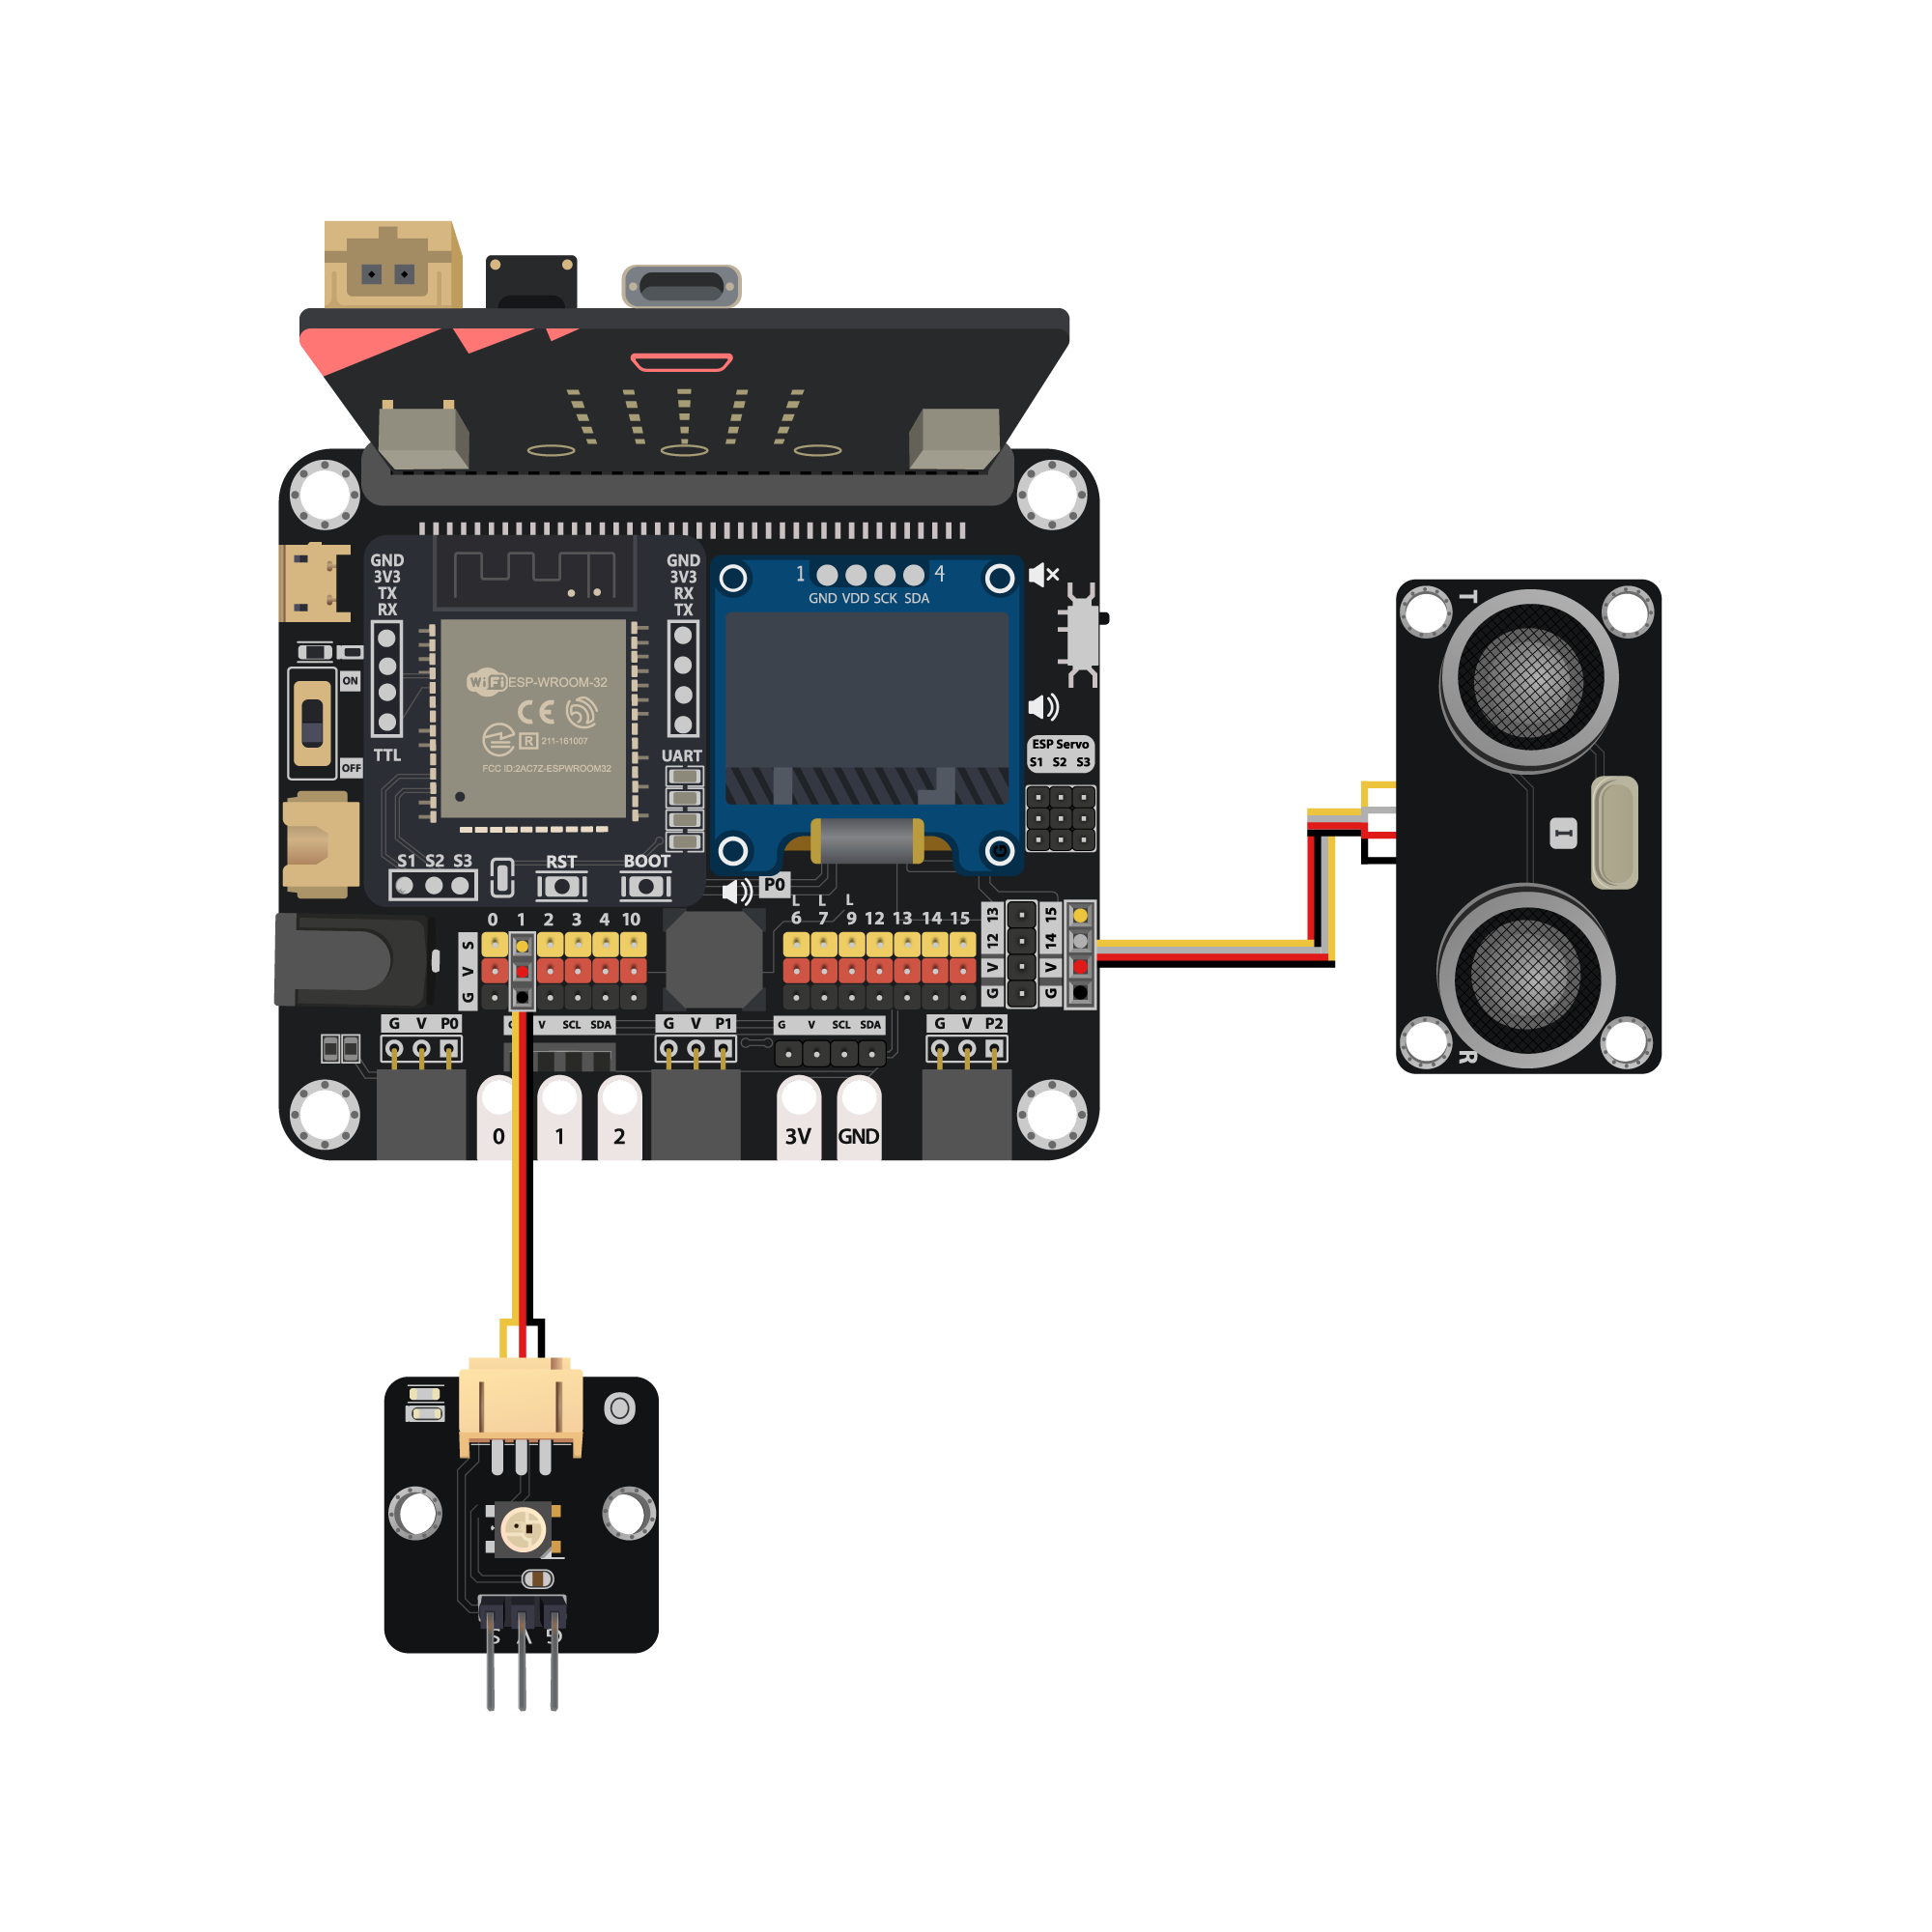 GND
3V3
TX
RX
TTL
GND
3V3
RX
TX
UART
ON
OFF
WiFi ESP-WROOM-32
CE
R 211-161007
FCC ID:2AC7Z-ESPWROOM32
S1 S2 S3
RST
BOOT
1 4
GND VDD SCK SDA
G
ESP Servo
S1 S2 S3
P0
L L L
0 1 2 3 4 10
6 7 9 12 13 14 15
S
V
G
13
12
V
G
15
14
V
G
G V P0
G V SCL SDA
G V P1
G V SCL SDA
G V P2
0 1 2 3V GND
T
I
R
O
S V G